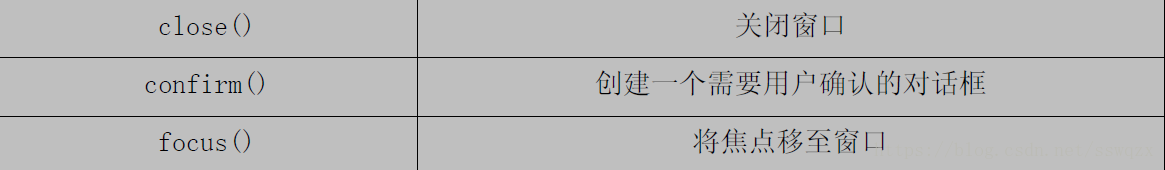 close() 关闭窗口
confirm() 创建一个需要用户确认的对话框
focus() 将焦点移至窗口